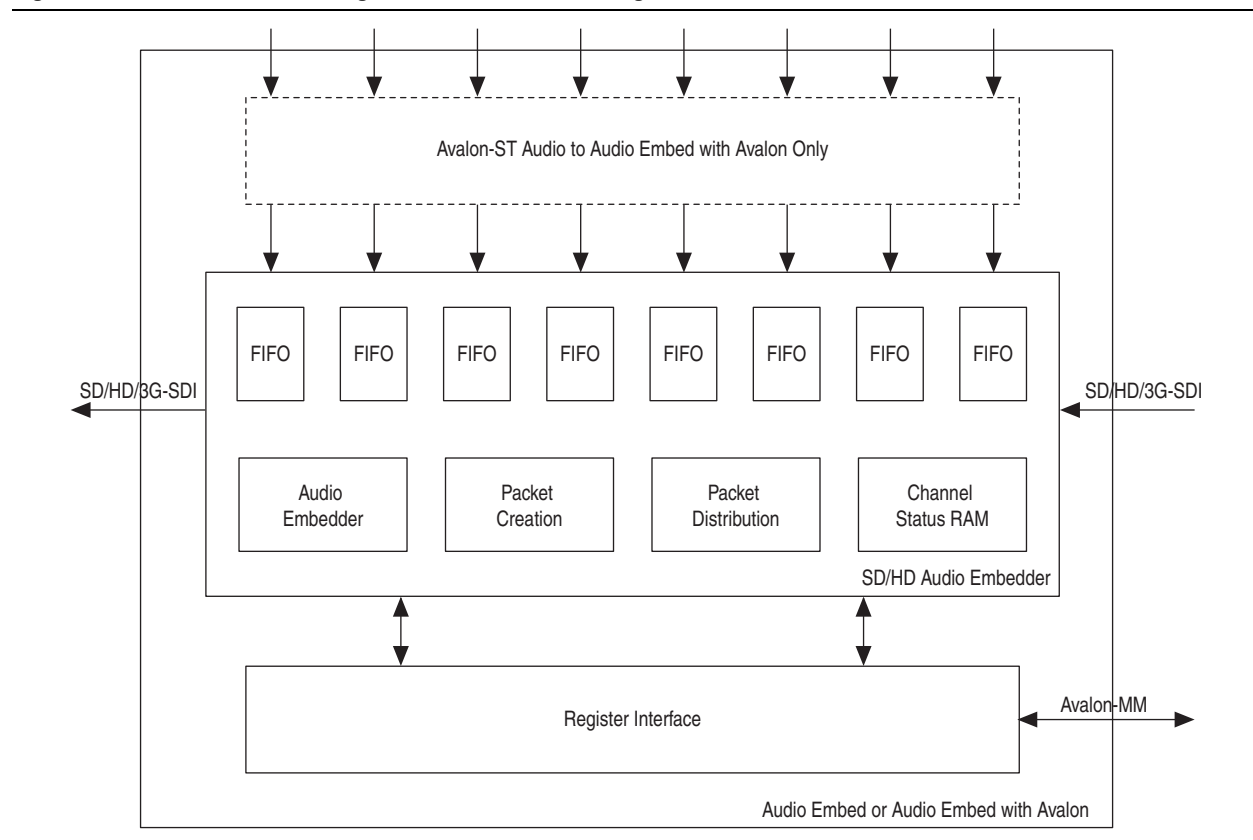 Avalon-ST Audio to Audio Embed with Avalon Only
FIFO FIFO FIFO FIFO FIFO FIFO FIFO FIFO
SD/HD/3G-SDI
SD/HD/3G-SDI
Audio
Embedder
Packet
Creation
Packet
Distribution
Channel
Status RAM
SD/HD Audio Embedder
Register Interface
Avalon-MM
Audio Embed or Audio Embed with Avalon